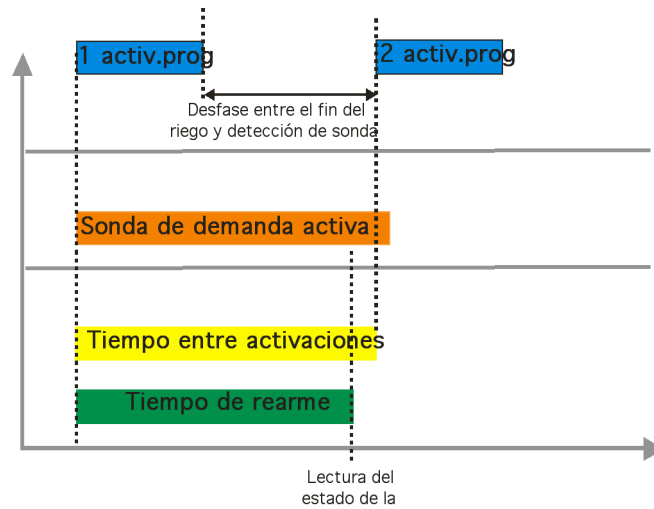 1 activ.prog
2 activ.prog
Desfase entre el fin del
riego y detección de sonda
Sonda de demanda activa
Tiempo entre activaciones
Tiempo de rearme
Lectura del
estado de la